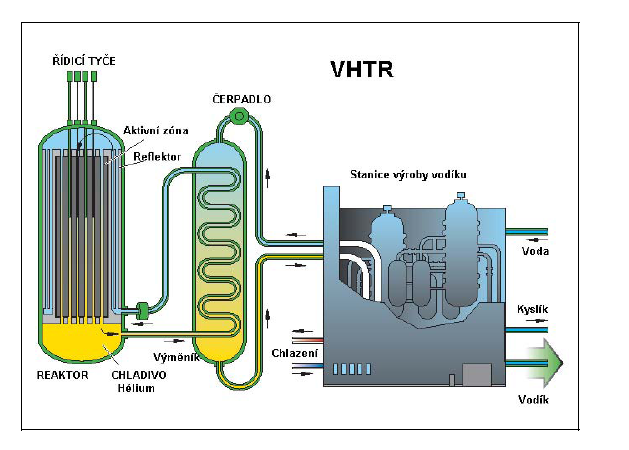 VHTR
ŘÍDICÍ TYČE
ČERPADLO
Aktivní zóna
Reflektor
Stanice výroby vodíku
Voda
Kyslík
Výměník
Chlazení
REAKTOR
CHLADIVO
Hélium
Vodík